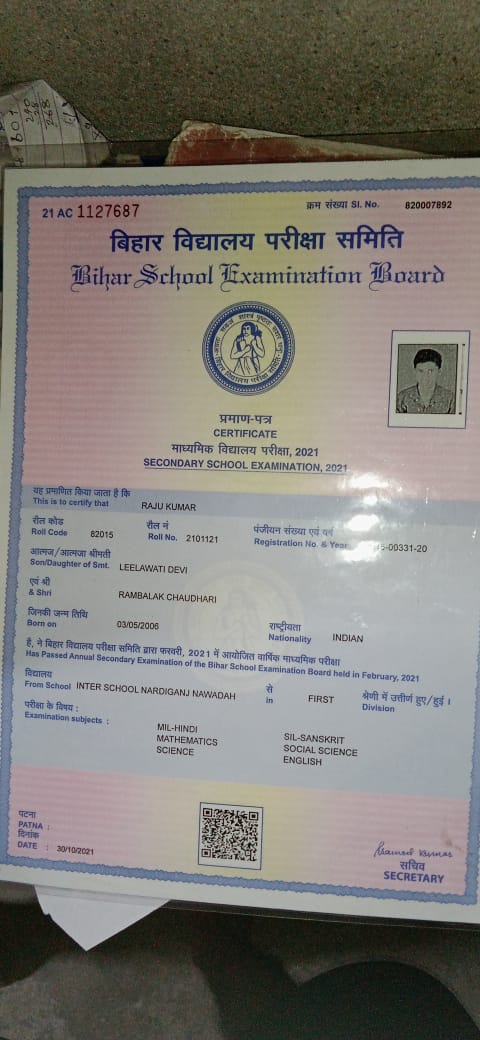 21 AC 1127687
क्रम संख्या Sl. No. 820007892
बिहार विद्यालय परीक्षा समिति
Bihar School Examination Board
प्रमाण-पत्र
CERTIFICATE
माध्यमिक विद्यालय परीक्षा, 2021
SECONDARY SCHOOL EXAMINATION, 2021
यह प्रमाणित किया जाता है कि
This is to certify that RAJU KUMAR
रौल कोड रौल नं पंजीयन संख्या एवं वर्ष
Roll Code 82015 Roll No. 2101121 Registration No. & Year -00331-20
आत्मज/आत्मजा श्रीमती
Son/Daughter of Smt. LEELAWATI DEVI
एवं श्री
& Shri RAMBALAK CHAUDHARI
जिनकी जन्म तिथि राष्ट्रीयता
Born on 03/05/2006 Nationality INDIAN
हैं, ने बिहार विद्यालय परीक्षा समिति द्वारा फरवरी, 2021 में आयोजित वार्षिक माध्यमिक परीक्षा
Has Passed Annual Secondary Examination of the Bihar School Examination Board held in February, 2021
विद्यालय से श्रेणी में उत्तीर्ण हुए/हुई ।
From School INTER SCHOOL NARDIGANJ NAWADAH in FIRST Division
परीक्षा के विषय :
Examination subjects :
MIL-HINDI SIL-SANSKRIT
MATHEMATICS SOCIAL SCIENCE
SCIENCE ENGLISH
पटना
PATNA :
दिनांक
DATE : 30/10/2021
सचिव
SECRETARY